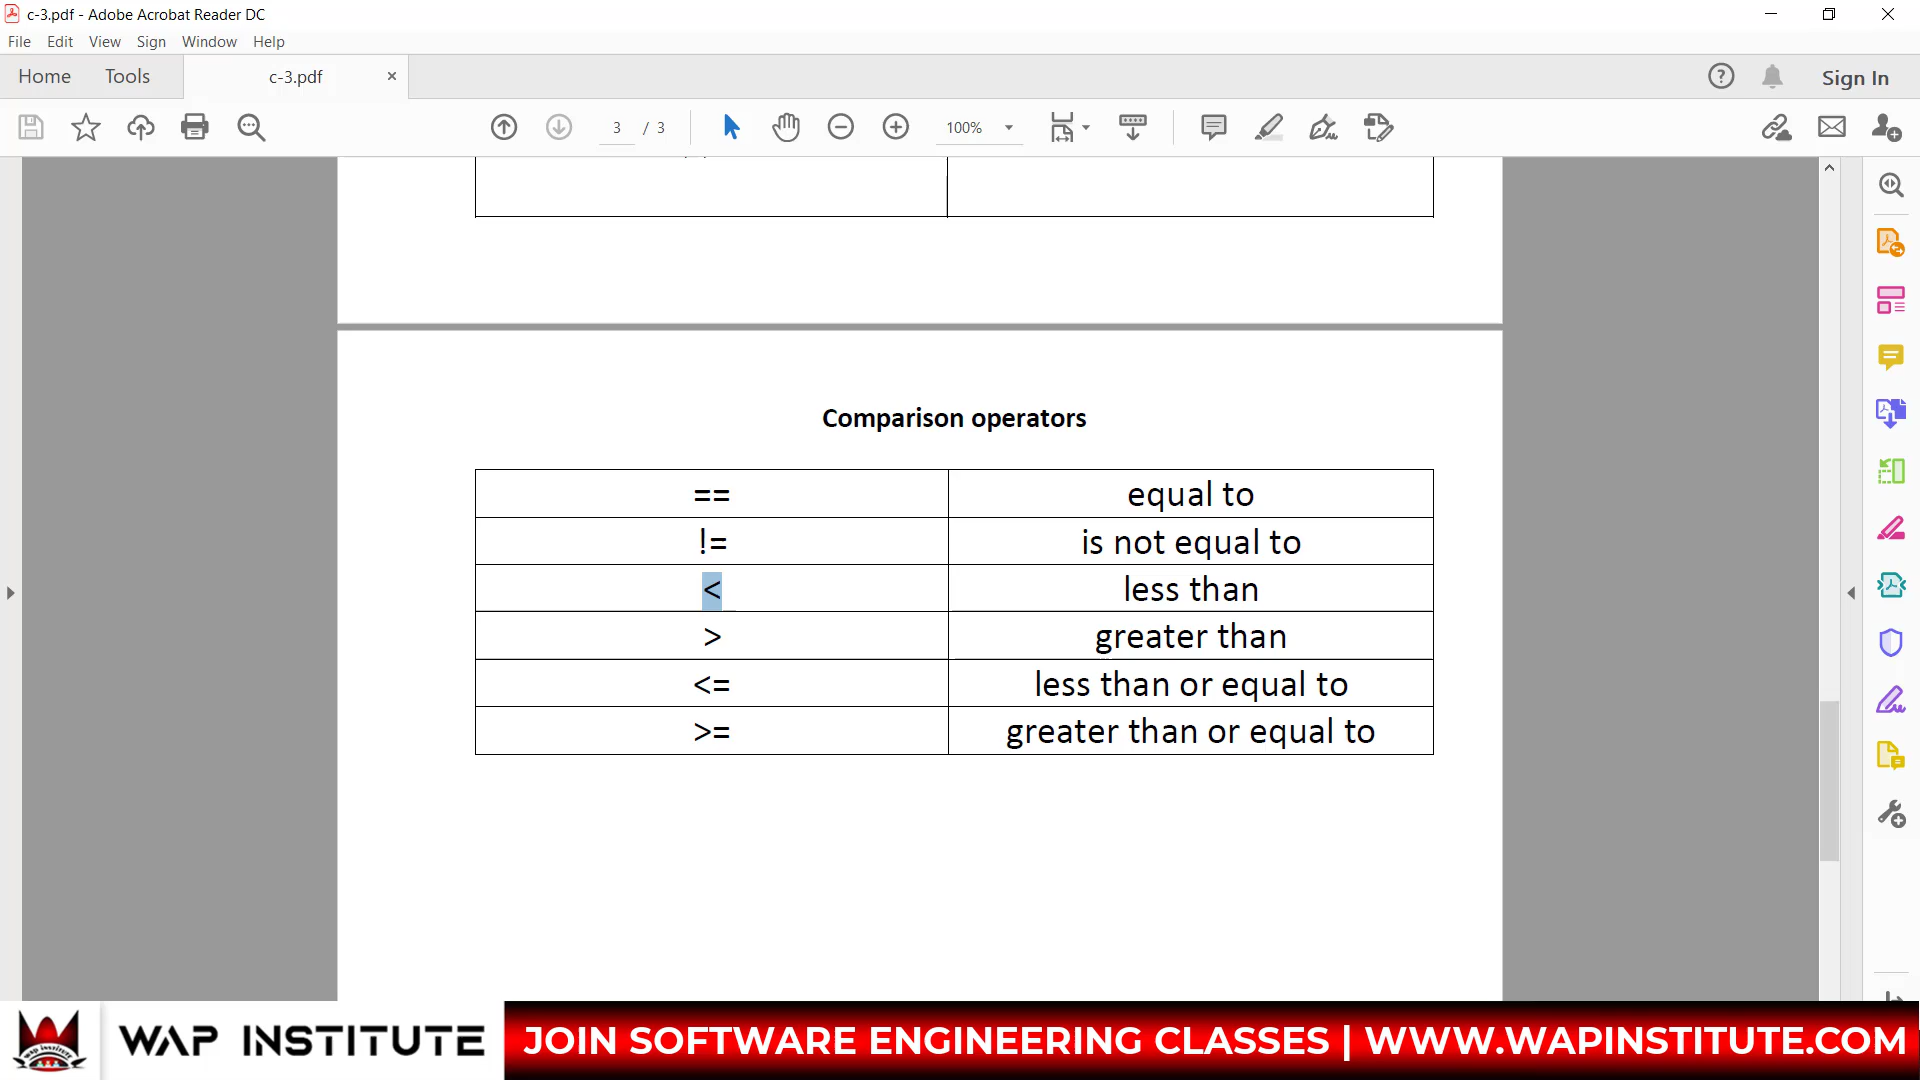 c-3.pdf - Adobe Acrobat Reader DC
File Edit View Sign Window Help
Home Tools c-3.pdf × Sign In
3 / 3 100%
Comparison operators
== equal to
!= is not equal to
< less than
> greater than
<= less than or equal to
>= greater than or equal to
wap institute
WAP INSTITUTE JOIN SOFTWARE ENGINEERING CLASSES | WWW.WAPINSTITUTE.COM